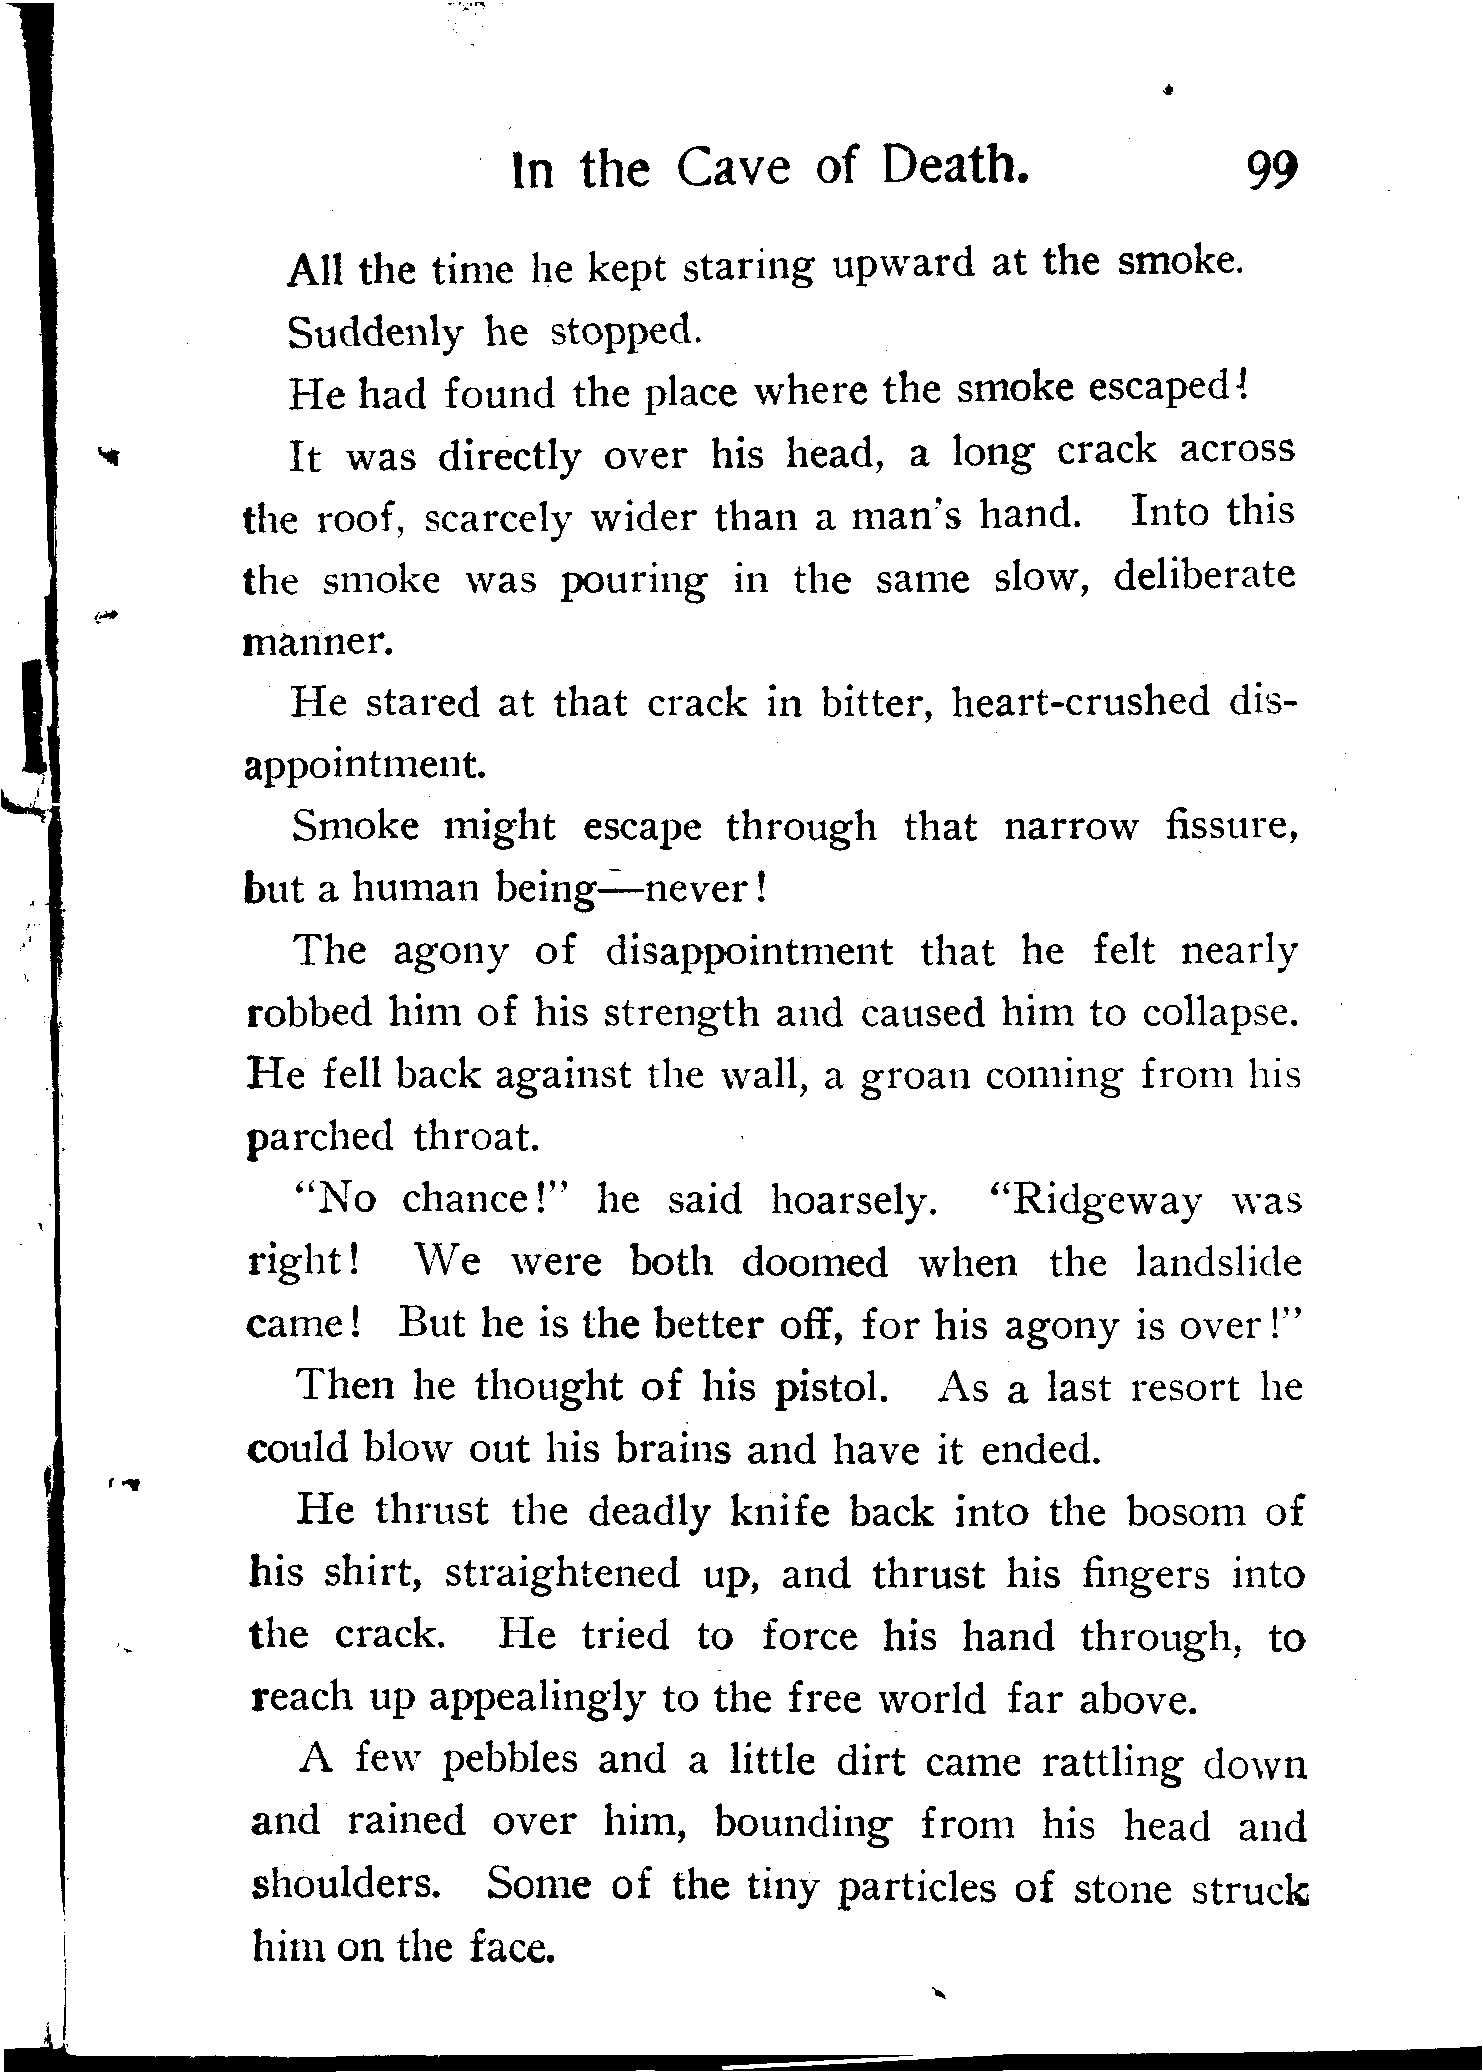 In the Cave of Death. 99
All the time he kept staring upward at the smoke.
Suddenly he stopped.
He had found the place where the smoke escaped!
It was directly over his head, a long crack across
the roof, scarcely wider than a man's hand. Into this
the smoke was pouring in the same slow, deliberate
manner.
He stared at that crack in bitter, heart-crushed dis-
appointment.
Smoke might escape through that narrow fissure,
but a human being—never!
The agony of disappointment that he felt nearly
robbed him of his strength and caused him to collapse.
He fell back against the wall, a groan coming from his
parched throat.
"No chance!" he said hoarsely. "Ridgeway was
right! We were both doomed when the landslide
came! But he is the better off, for his agony is over!"
Then he thought of his pistol. As a last resort he
could blow out his brains and have it ended.
He thrust the deadly knife back into the bosom of
his shirt, straightened up, and thrust his fingers into
the crack. He tried to force his hand through, to
reach up appealingly to the free world far above.
A few pebbles and a little dirt came rattling down
and rained over him, bounding from his head and
shoulders. Some of the tiny particles of stone struck
him on the face.